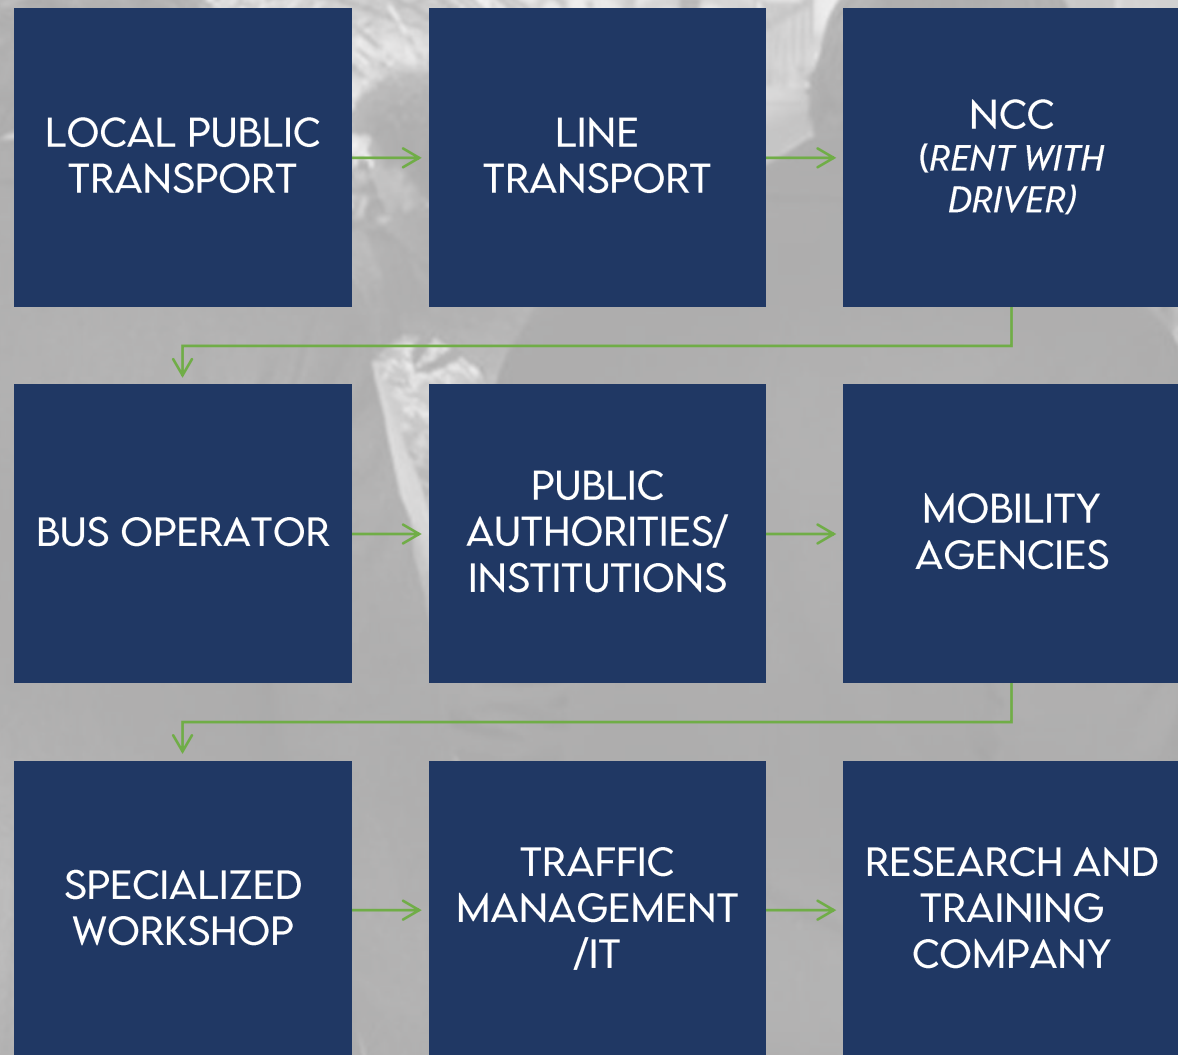 LOCAL PUBLIC
TRANSPORT
LINE
TRANSPORT
NCC
(RENT WITH
DRIVER)
BUS OPERATOR
PUBLIC
AUTHORITIES/
INSTITUTIONS
MOBILITY
AGENCIES
SPECIALIZED
WORKSHOP
TRAFFIC
MANAGEMENT
/IT
RESEARCH AND
TRAINING
COMPANY